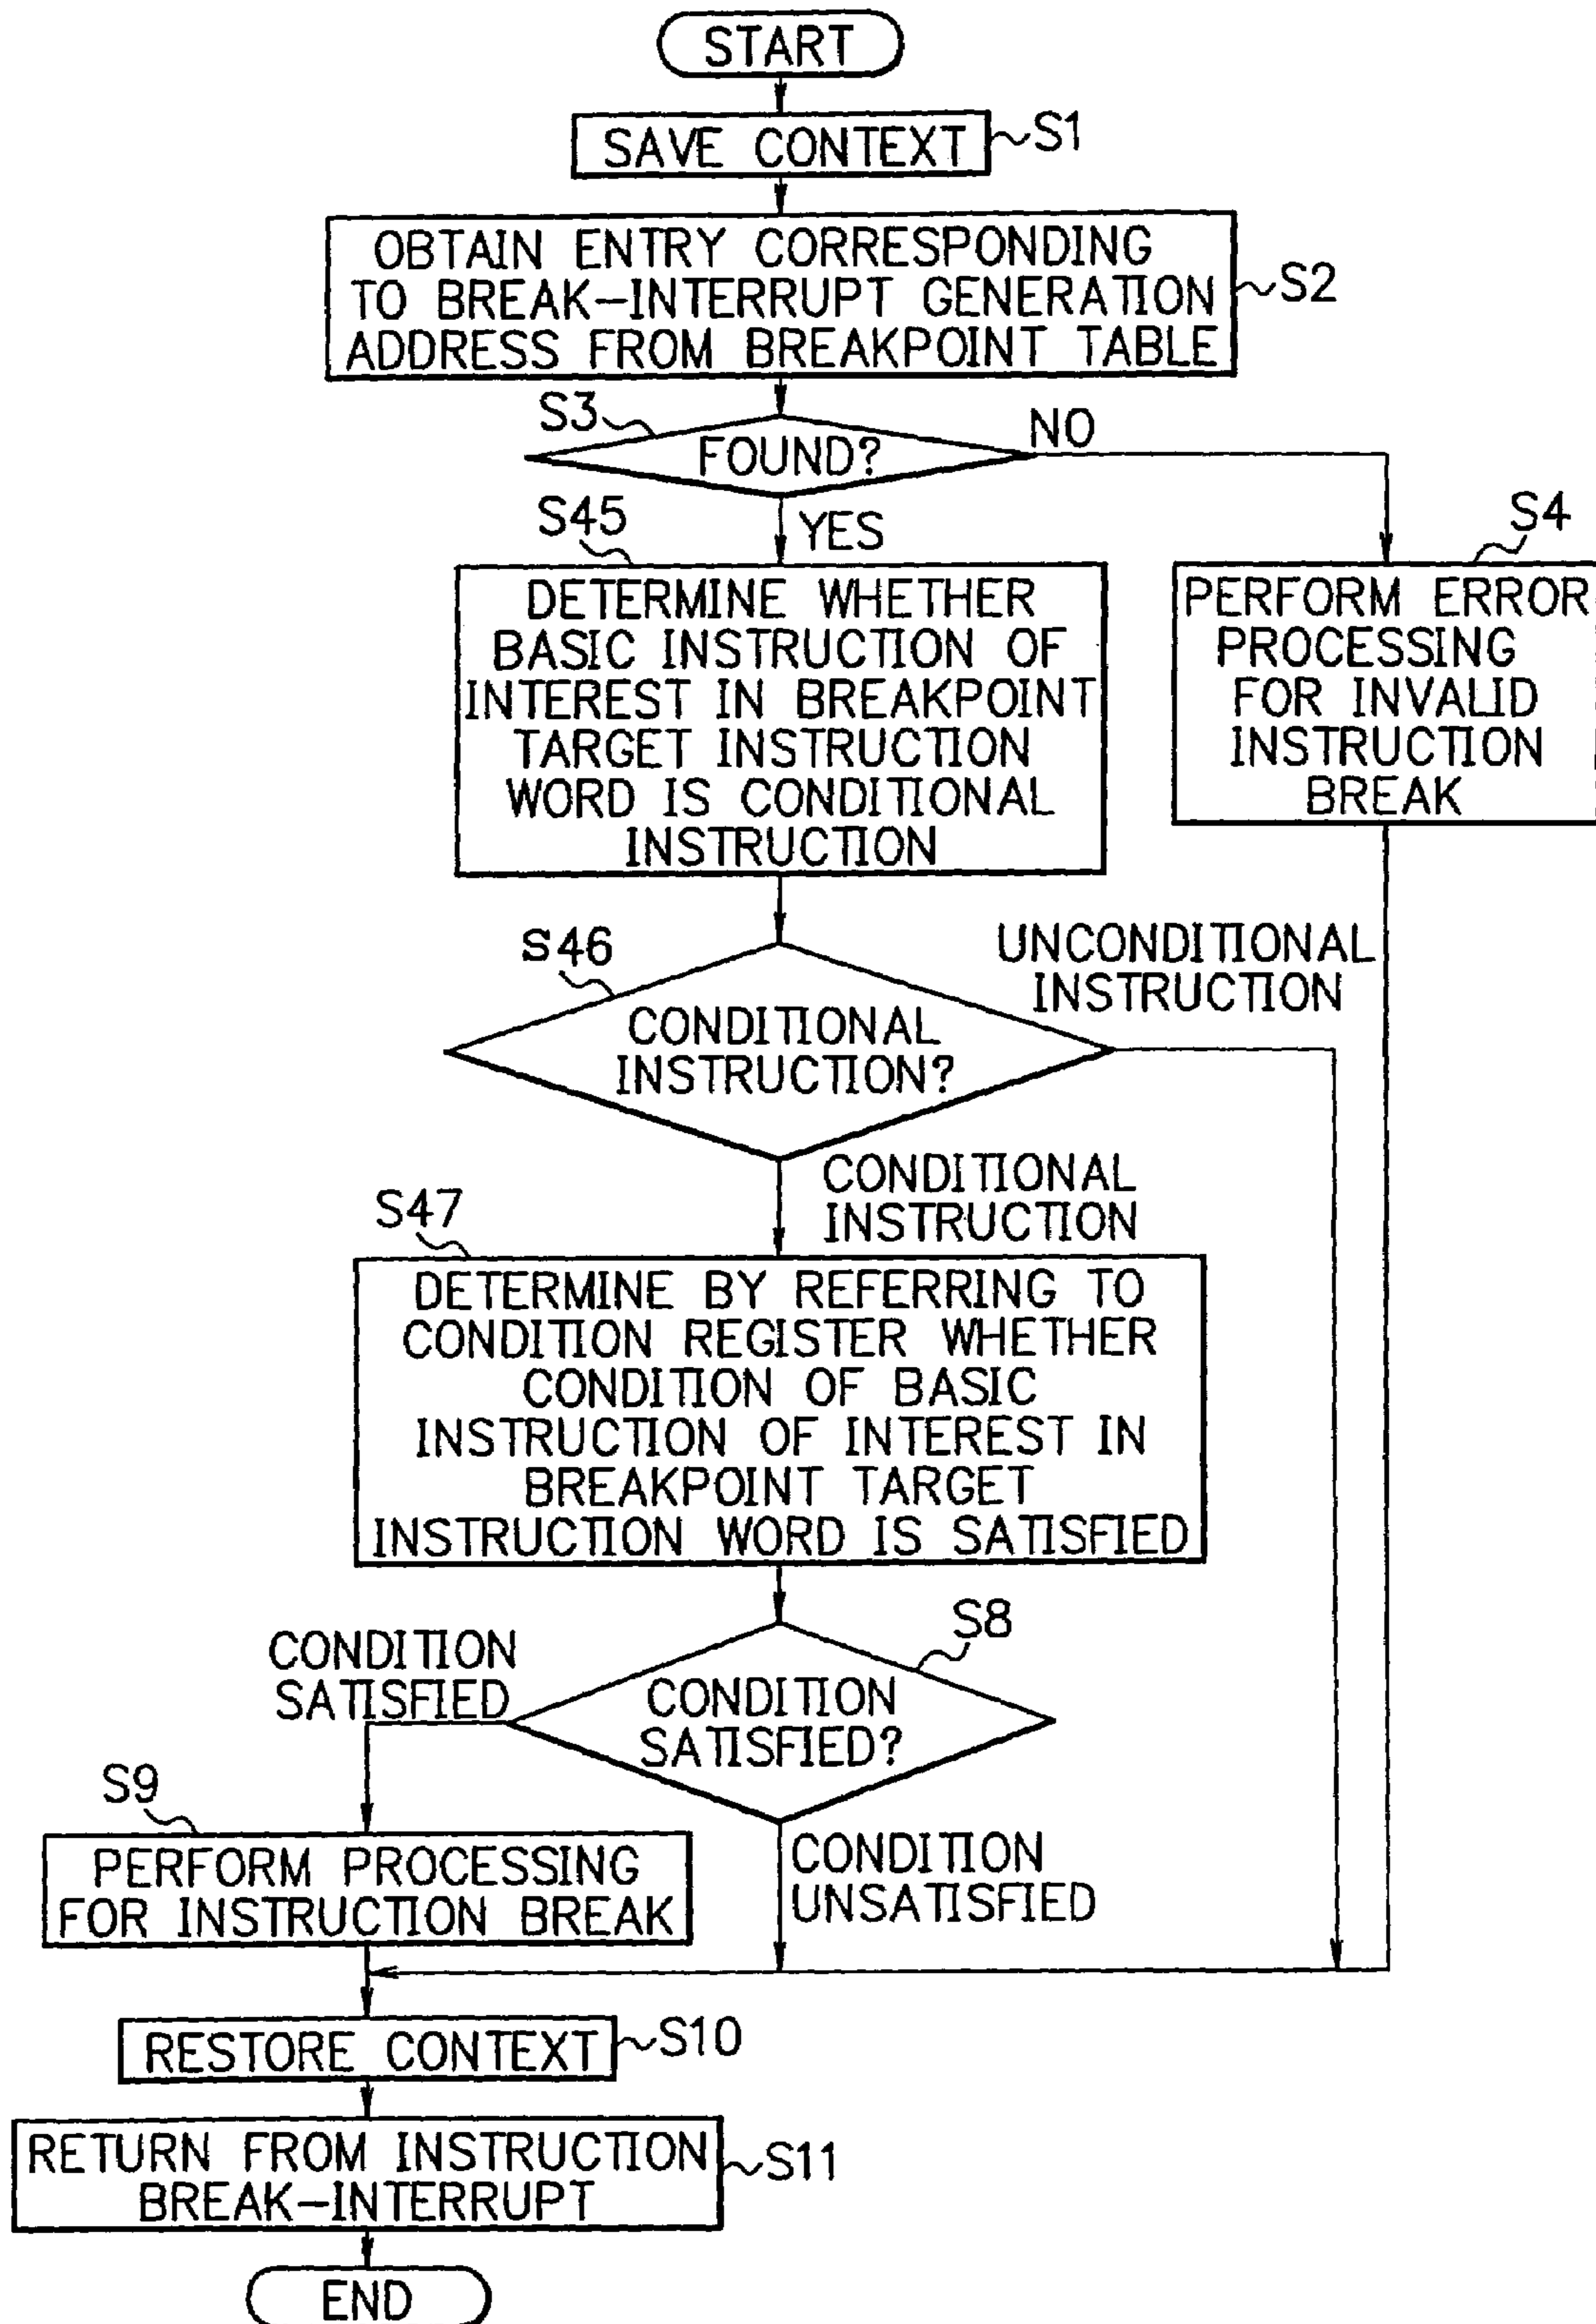 START
SAVE CONTEXT
S1
OBTAIN ENTRY CORRESPONDING
TO BREAK-INTERRUPT GENERATION
ADDRESS FROM BREAKPOINT TABLE
S2
S3
FOUND?
NO
YES
S45
DETERMINE WHETHER
BASIC INSTRUCTION OF
INTEREST IN BREAKPOINT
TARGET INSTRUCTION
WORD IS CONDITIONAL
INSTRUCTION
S4
PERFORM ERROR
PROCESSING
FOR INVALID
INSTRUCTION
BREAK
S46
CONDITIONAL
INSTRUCTION?
UNCONDITIONAL
INSTRUCTION
CONDITIONAL
INSTRUCTION
S47
DETERMINE BY REFERRING TO
CONDITION REGISTER WHETHER
CONDITION OF BASIC
INSTRUCTION OF INTEREST IN
BREAKPOINT TARGET
INSTRUCTION WORD IS SATISFIED
S8
CONDITION
SATISFIED?
CONDITION
SATISFIED
S9
PERFORM PROCESSING
FOR INSTRUCTION BREAK
CONDITION
UNSATISFIED
RESTORE CONTEXT
S10
RETURN FROM INSTRUCTION
BREAK-INTERRUPT
S11
END